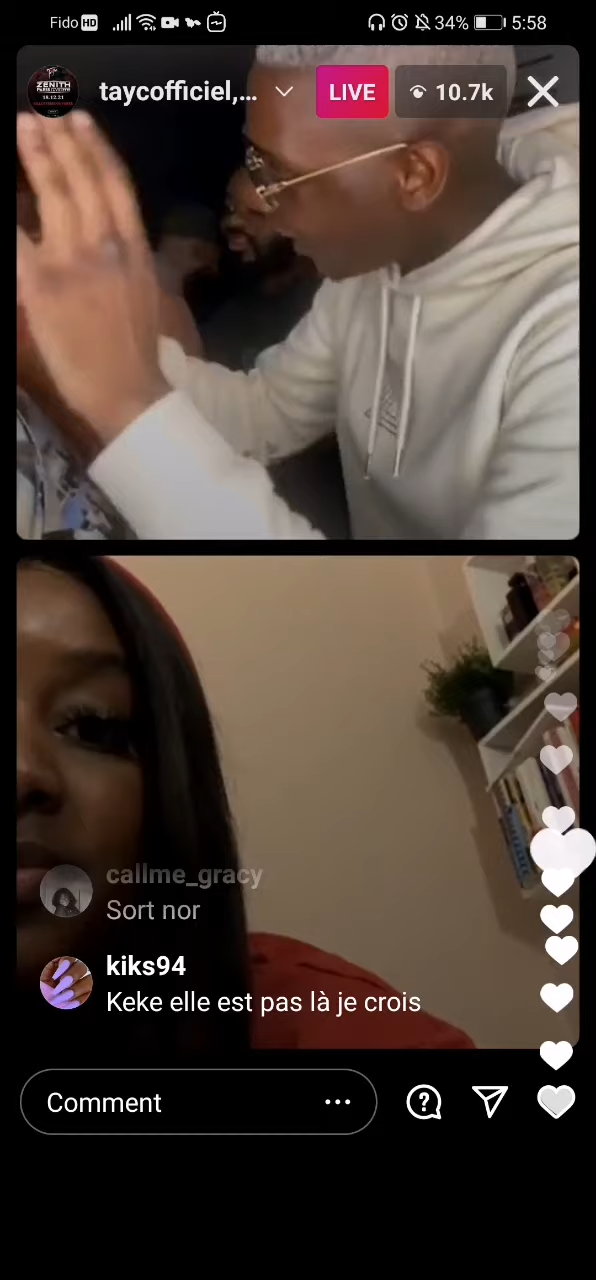 Fido HD 34% 5:58
ZENITH
taycofficiel,... LIVE 10.7k
callme_gracy
Sort nor
kiks94
Keke elle est pas là je crois
Comment ...